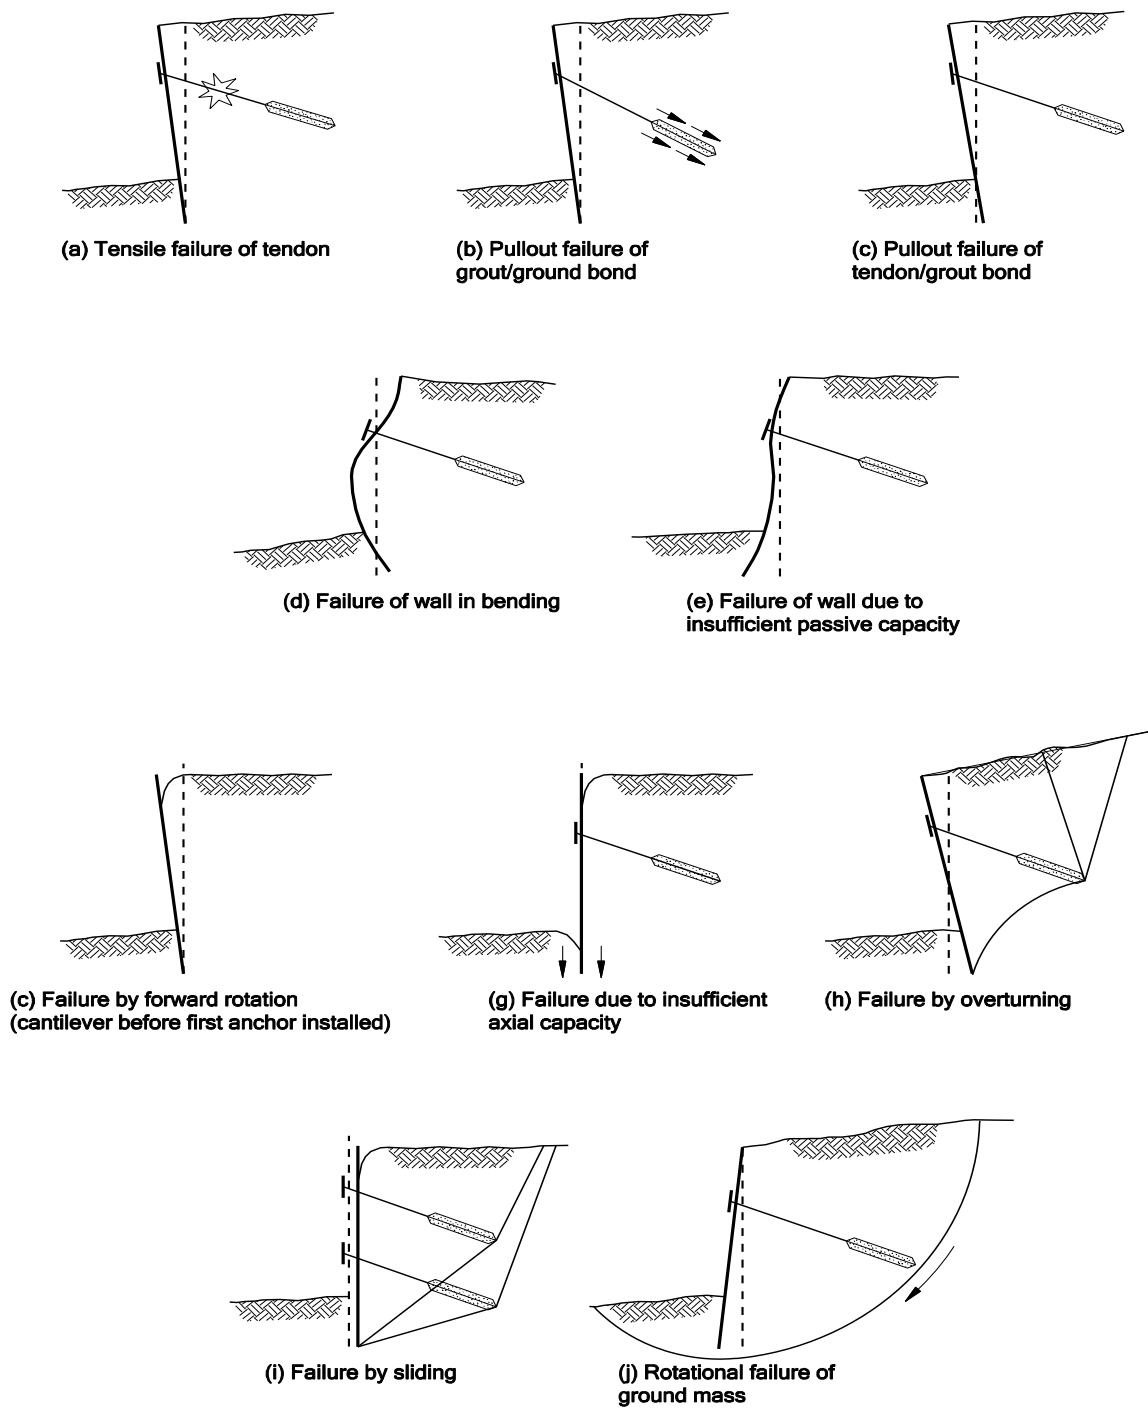 (a) Tensile failure of tendon
(b) Pullout failure of
grout/ground bond
(c) Pullout failure of
tendon/grout bond
(d) Failure of wall in bending
(e) Failure of wall due to
insufficient passive capacity
(c) Failure by forward rotation
(cantilever before first anchor installed)
(g) Failure due to insufficient
axial capacity
(h) Failure by overturning
(i) Failure by sliding
(j) Rotational failure of
ground mass